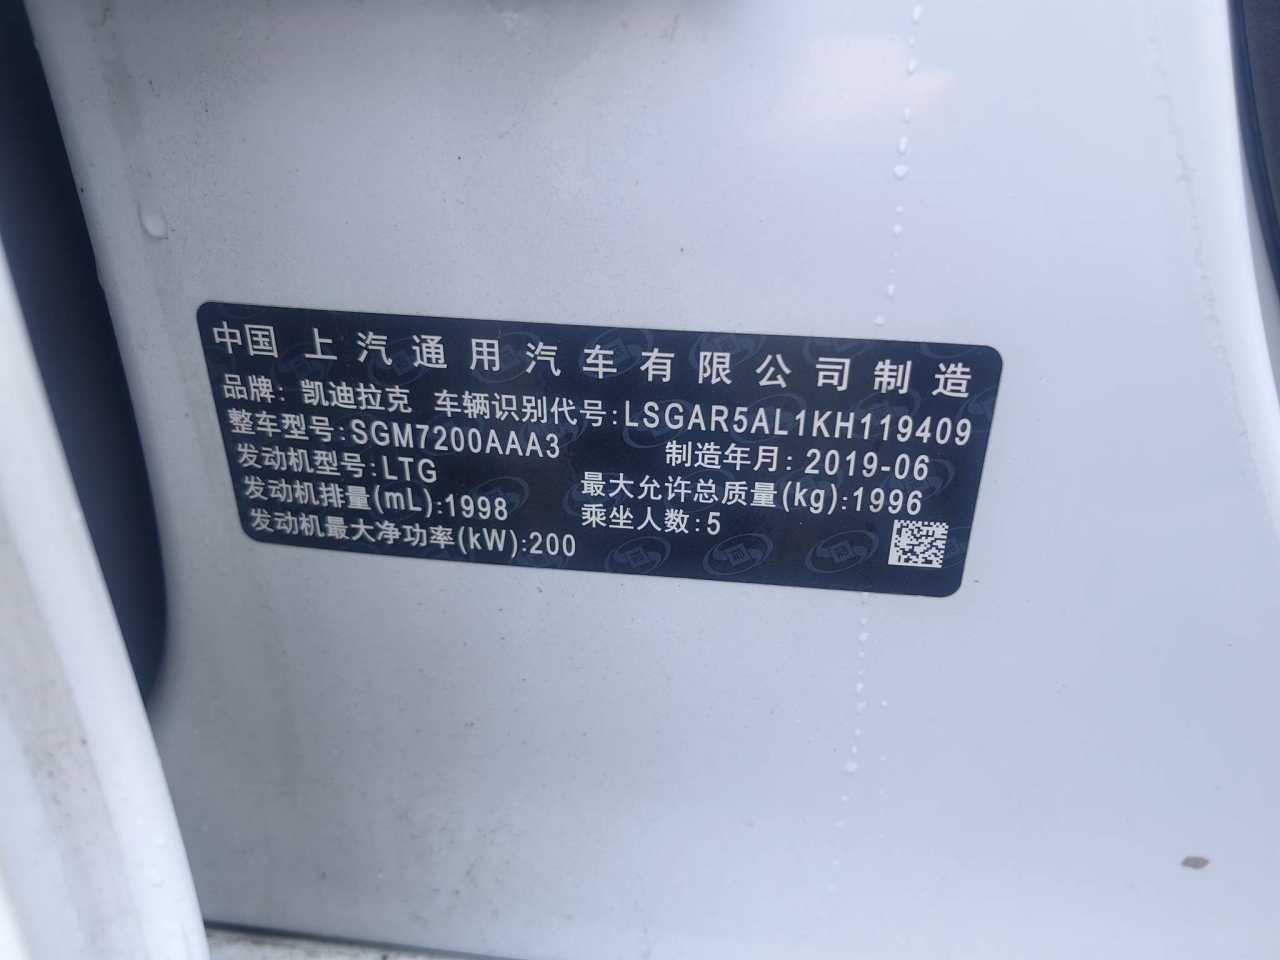 中国 上汽通用汽车有限公司制造
品牌: 凯迪拉克 车辆识别代号:LSGAR5AL1KH119409
整车型号:SGM7200AAA3 制造年月: 2019-06
发动机型号:LTG 最大允许总质量(kg):1996
发动机排量(mL):1998 乘坐人数:5
发动机最大净功率(kW):200